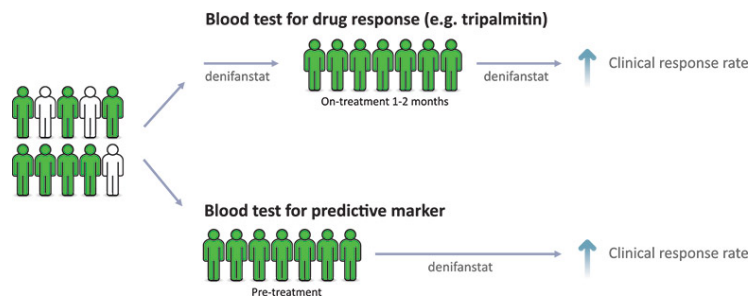 Blood test for drug response (e.g. tripalmitin)
denifanstat
denifanstat
Clinical response rate
On-treatment 1-2 months
Blood test for predictive marker
denifanstat
Clinical response rate
Pre-treatment